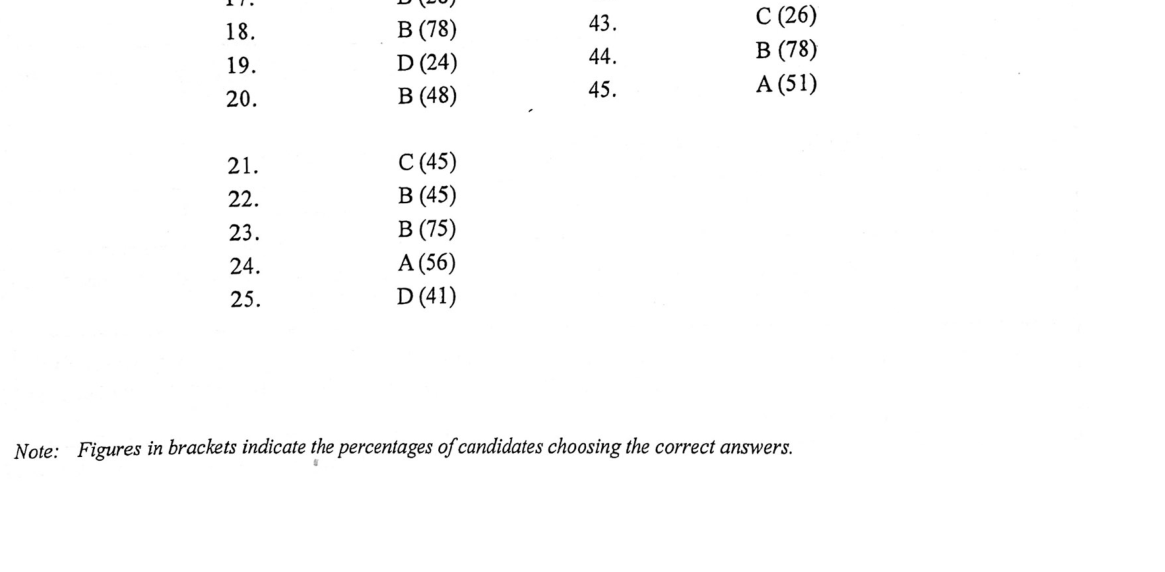 18. B (78) 43. C (26)
19. D (24) 44. B (78)
20. B (48) 45. A (51)
21. C (45)
22. B (45)
23. B (75)
24. A (56)
25. D (41)
Note: Figures in brackets indicate the percentages of candidates choosing the correct answers.